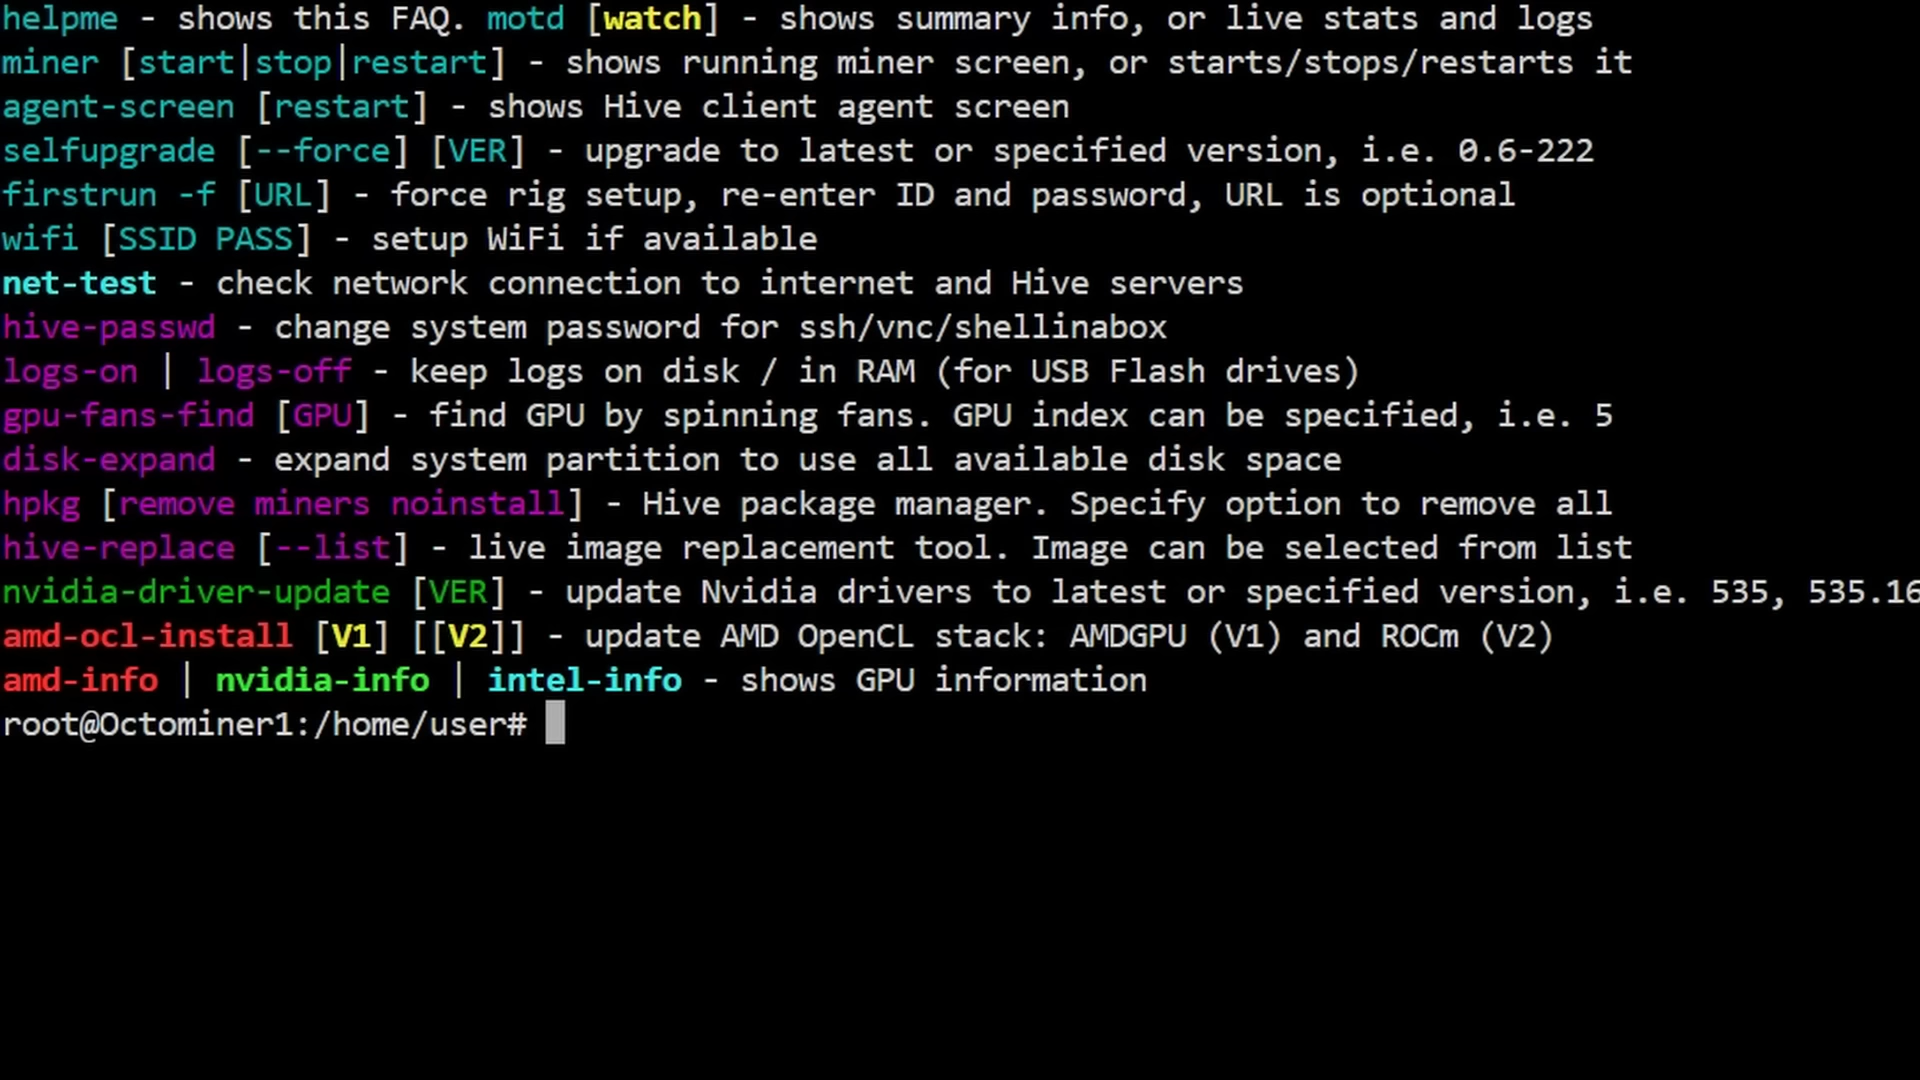 helpme - shows this FAQ. motd [watch] - shows summary info, or live stats and logs
miner [start|stop|restart] - shows running miner screen, or starts/stops/restarts it
agent-screen [restart] - shows Hive client agent screen
selfupgrade [--force] [VER] - upgrade to latest or specified version, i.e. 0.6-222
firstrun -f [URL] - force rig setup, re-enter ID and password, URL is optional
wifi [SSID PASS] - setup WiFi if available
net-test - check network connection to internet and Hive servers
hive-passwd - change system password for ssh/vnc/shellinabox
logs-on | logs-off - keep logs on disk / in RAM (for USB Flash drives)
gpu-fans-find [GPU] - find GPU by spinning fans. GPU index can be specified, i.e. 5
disk-expand - expand system partition to use all available disk space
hpkg [remove miners noinstall] - Hive package manager. Specify option to remove all
hive-replace [--list] - live image replacement tool. Image can be selected from list
nvidia-driver-update [VER] - update Nvidia drivers to latest or specified version, i.e. 535, 535.16
amd-ocl-install [V1] [[V2]] - update AMD OpenCL stack: AMDGPU (V1) and ROCm (V2)
amd-info | nvidia-info | intel-info - shows GPU information
root@Octominer1:/home/user#